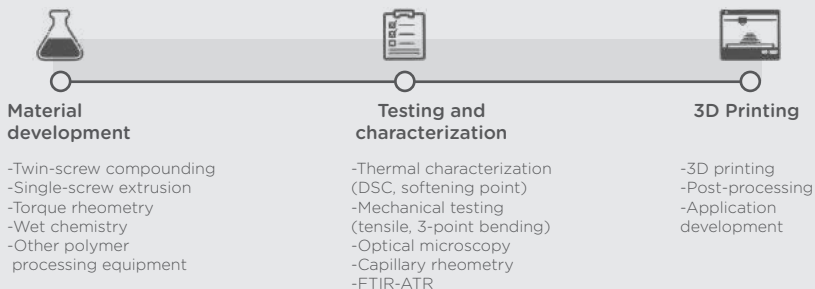 Material
development
-Twin-screw compounding
-Single-screw extrusion
-Torque rheometry
-Wet chemistry
-Other polymer
processing equipment
Testing and
characterization
-Thermal characterization
(DSC, softening point)
-Mechanical testing
(tensile, 3-point bending)
-Optical microscopy
-Capillary rheometry
-FTIR-ATR
3D Printing
-3D printing
-Post-processing
-Application
development